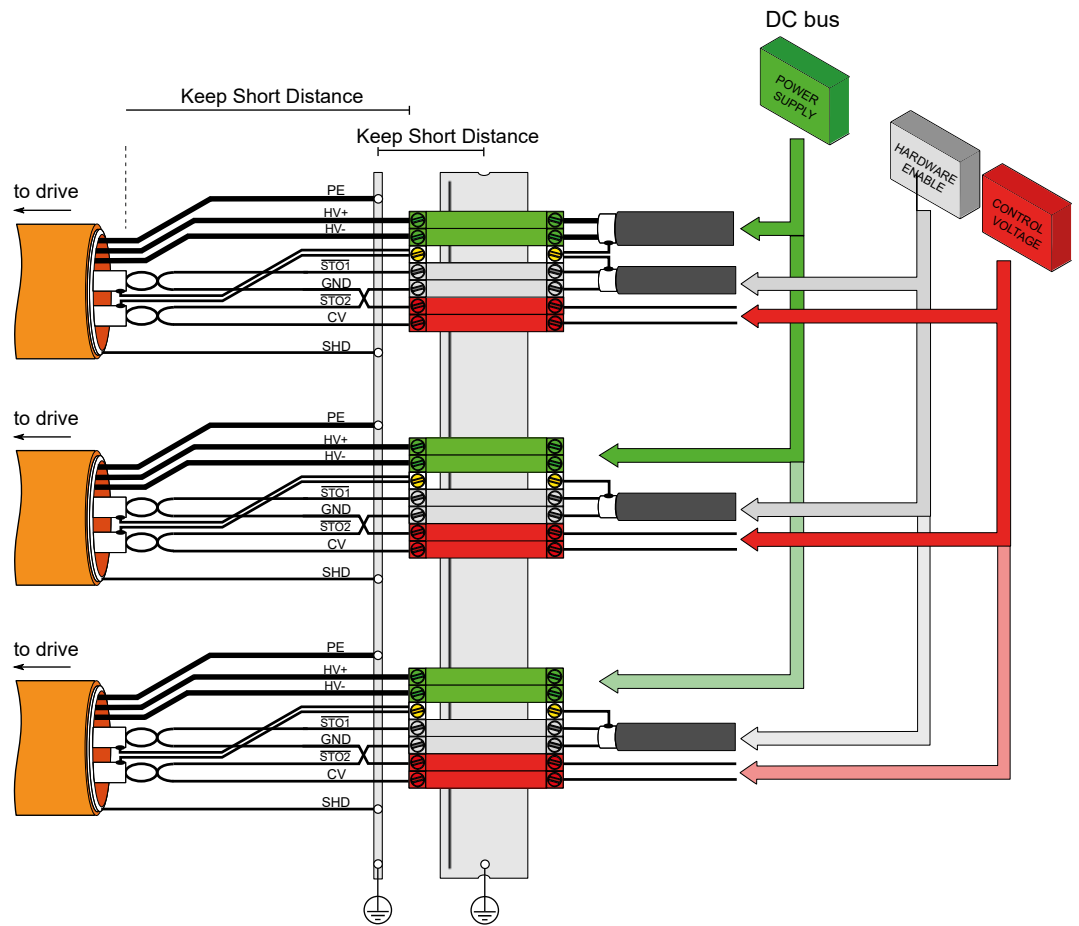 DC bus
POWER
SUPPLY
Keep Short Distance
Keep Short Distance
HARDWARE
ENABLE
CONTROL
VOLTAGE
to drive
PE
HV+
HV-
STO1
GND
STO2
CV
SHD
to drive
PE
HV+
HV-
STO1
GND
STO2
CV
SHD
to drive
PE
HV+
HV-
STO1
GND
STO2
CV
SHD